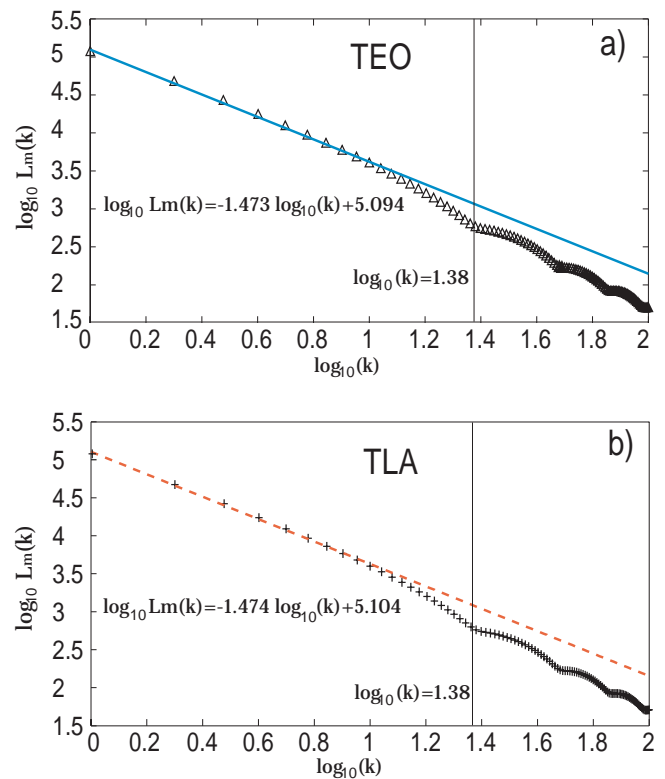 5.5
a)
TEO
5
4.5
4
3.5
3
2.5
2
1.5
log10 Lm(k)
log10 Lm(k)=-1.473 log10(k)+5.094
log10(k)=1.38
0 0.2 0.4 0.6 0.8 1 1.2 1.4 1.6 1.8 2
log10(k)
5.5
b)
TLA
5
4.5
4
3.5
3
2.5
2
1.5
log10 Lm(k)
log10 Lm(k)=-1.474 log10(k)+5.104
log10(k)=1.38
0 0.2 0.4 0.6 0.8 1 1.2 1.4 1.6 1.8 2
log10(k)